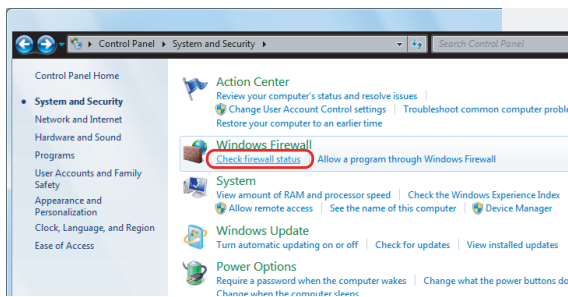 Control Panel ▸ System and Security ▸
Search Control Panel
Control Panel Home
System and Security
Network and Internet
Hardware and Sound
Programs
User Accounts and Family
Safety
Appearance and
Personalization
Clock, Language, and Region
Ease of Access
Action Center
Review your computer's status and resolve issues
Change User Account Control settings | Troubleshoot common computer proble
Restore your computer to an earlier time
Windows Firewall
Check firewall status | Allow a program through Windows Firewall
System
View amount of RAM and processor speed | Check the Windows Experience Index
Allow remote access | See the name of this computer | Device Manager
Windows Update
Turn automatic updating on or off | Check for updates | View installed updates
Power Options
Require a password when the computer wakes | Change what the power buttons do
Change when the computer sleeps